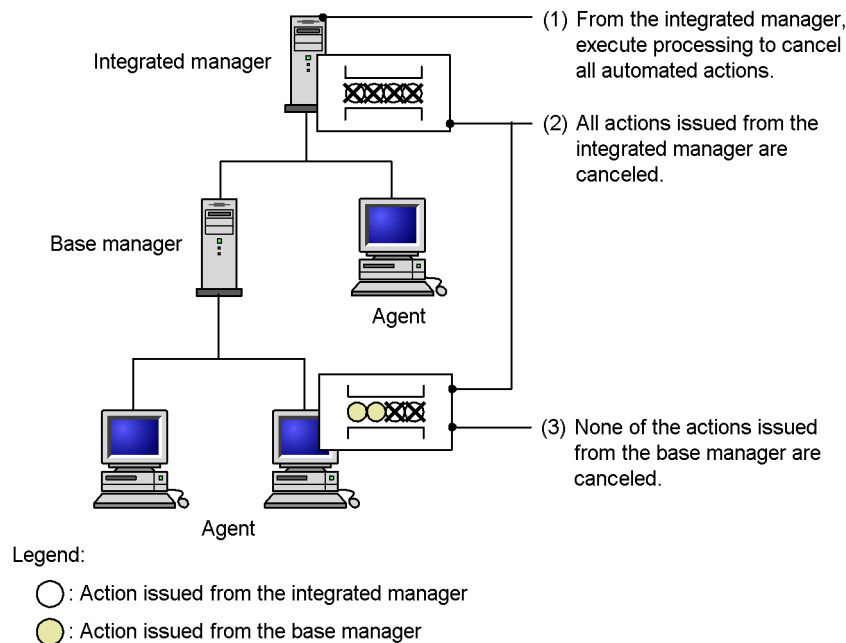 (1) From the integrated manager,
execute processing to cancel
all automated actions.
Integrated manager
(2) All actions issued from the
integrated manager are
canceled.
Base manager
Agent
(3) None of the actions issued
from the base manager are
canceled.
Agent
Legend:
: Action issued from the integrated manager
: Action issued from the base manager